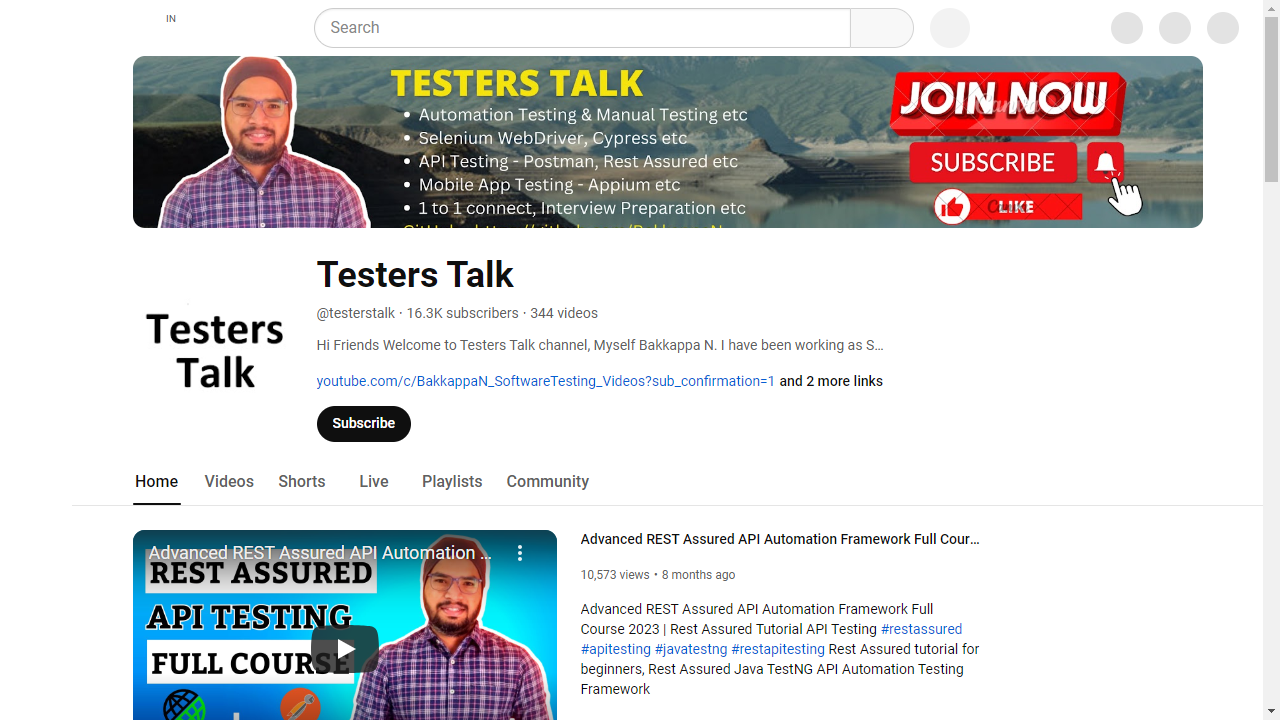 IN
Search
TESTERS TALK
• Automation Testing & Manual Testing etc
• Selenium WebDriver, Cypress etc
• API Testing - Postman, Rest Assured etc
• Mobile App Testing - Appium etc
• 1 to 1 connect, Interview Preparation etc
JOIN NOW
SUBSCRIBE
LIKE
Testers Talk
Testers
Talk
@testerstalk · 16.3K subscribers · 344 videos
Hi Friends Welcome to Testers Talk channel, Myself Bakkappa N. I have been working as S...
youtube.com/c/BakkappaN_SoftwareTesting_Videos?sub_confirmation=1 and 2 more links
Subscribe
Home Videos Shorts Live Playlists Community
Advanced REST Assured API Automation ...
REST ASSURED
API TESTING
FULL COURSE
Advanced REST Assured API Automation Framework Full Cour...
10,573 views • 8 months ago
Advanced REST Assured API Automation Framework Full
Course 2023 | Rest Assured Tutorial API Testing #restassured
#apitesting #javatestng #restapitesting Rest Assured tutorial for
beginners, Rest Assured Java TestNG API Automation Testing
Framework